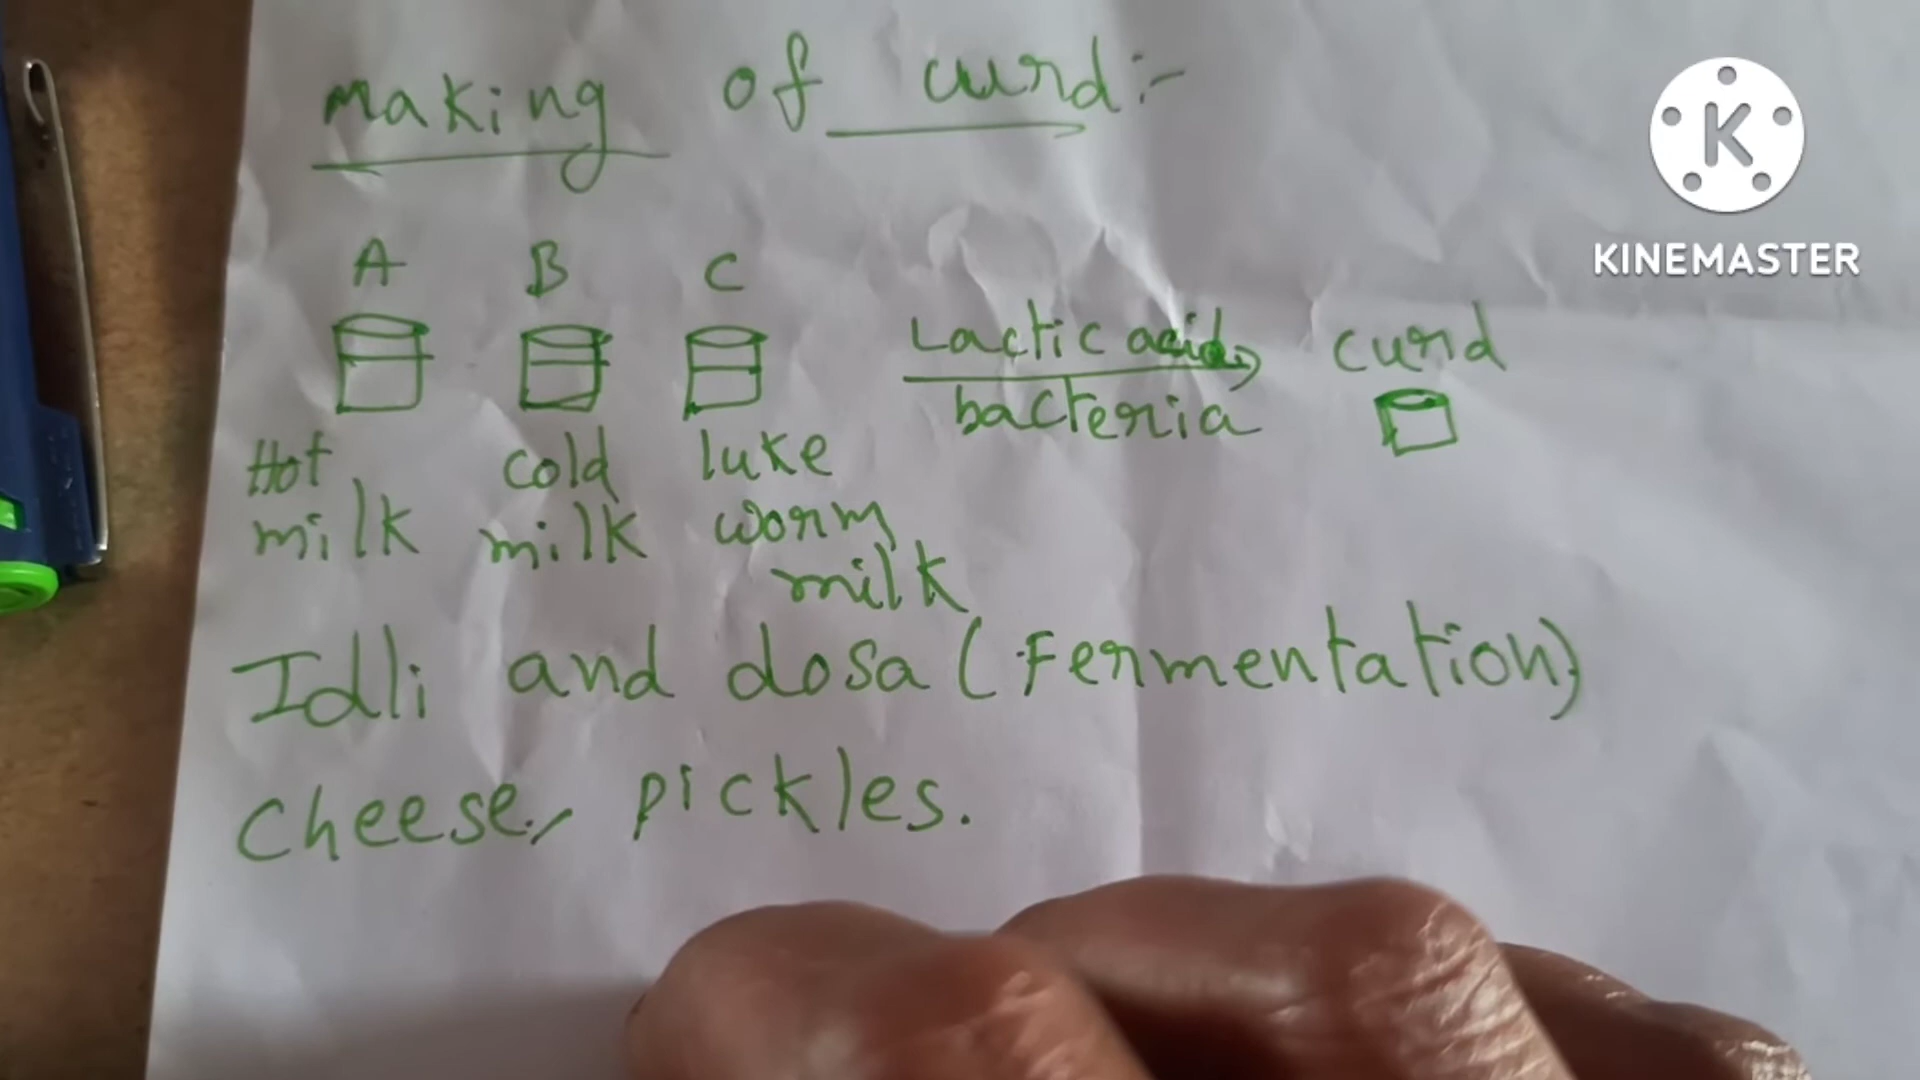 making of curd:-
A B C
Lactic acid curd
bacteria
Hot cold luke
milk milk worm
milk
Idli and dosa (Fermentation)
cheese, pickles.
K
KINEMASTER